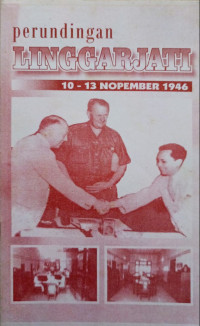 perundingan
LINGGARJATI
10 - 13 NOPEMBER 1946